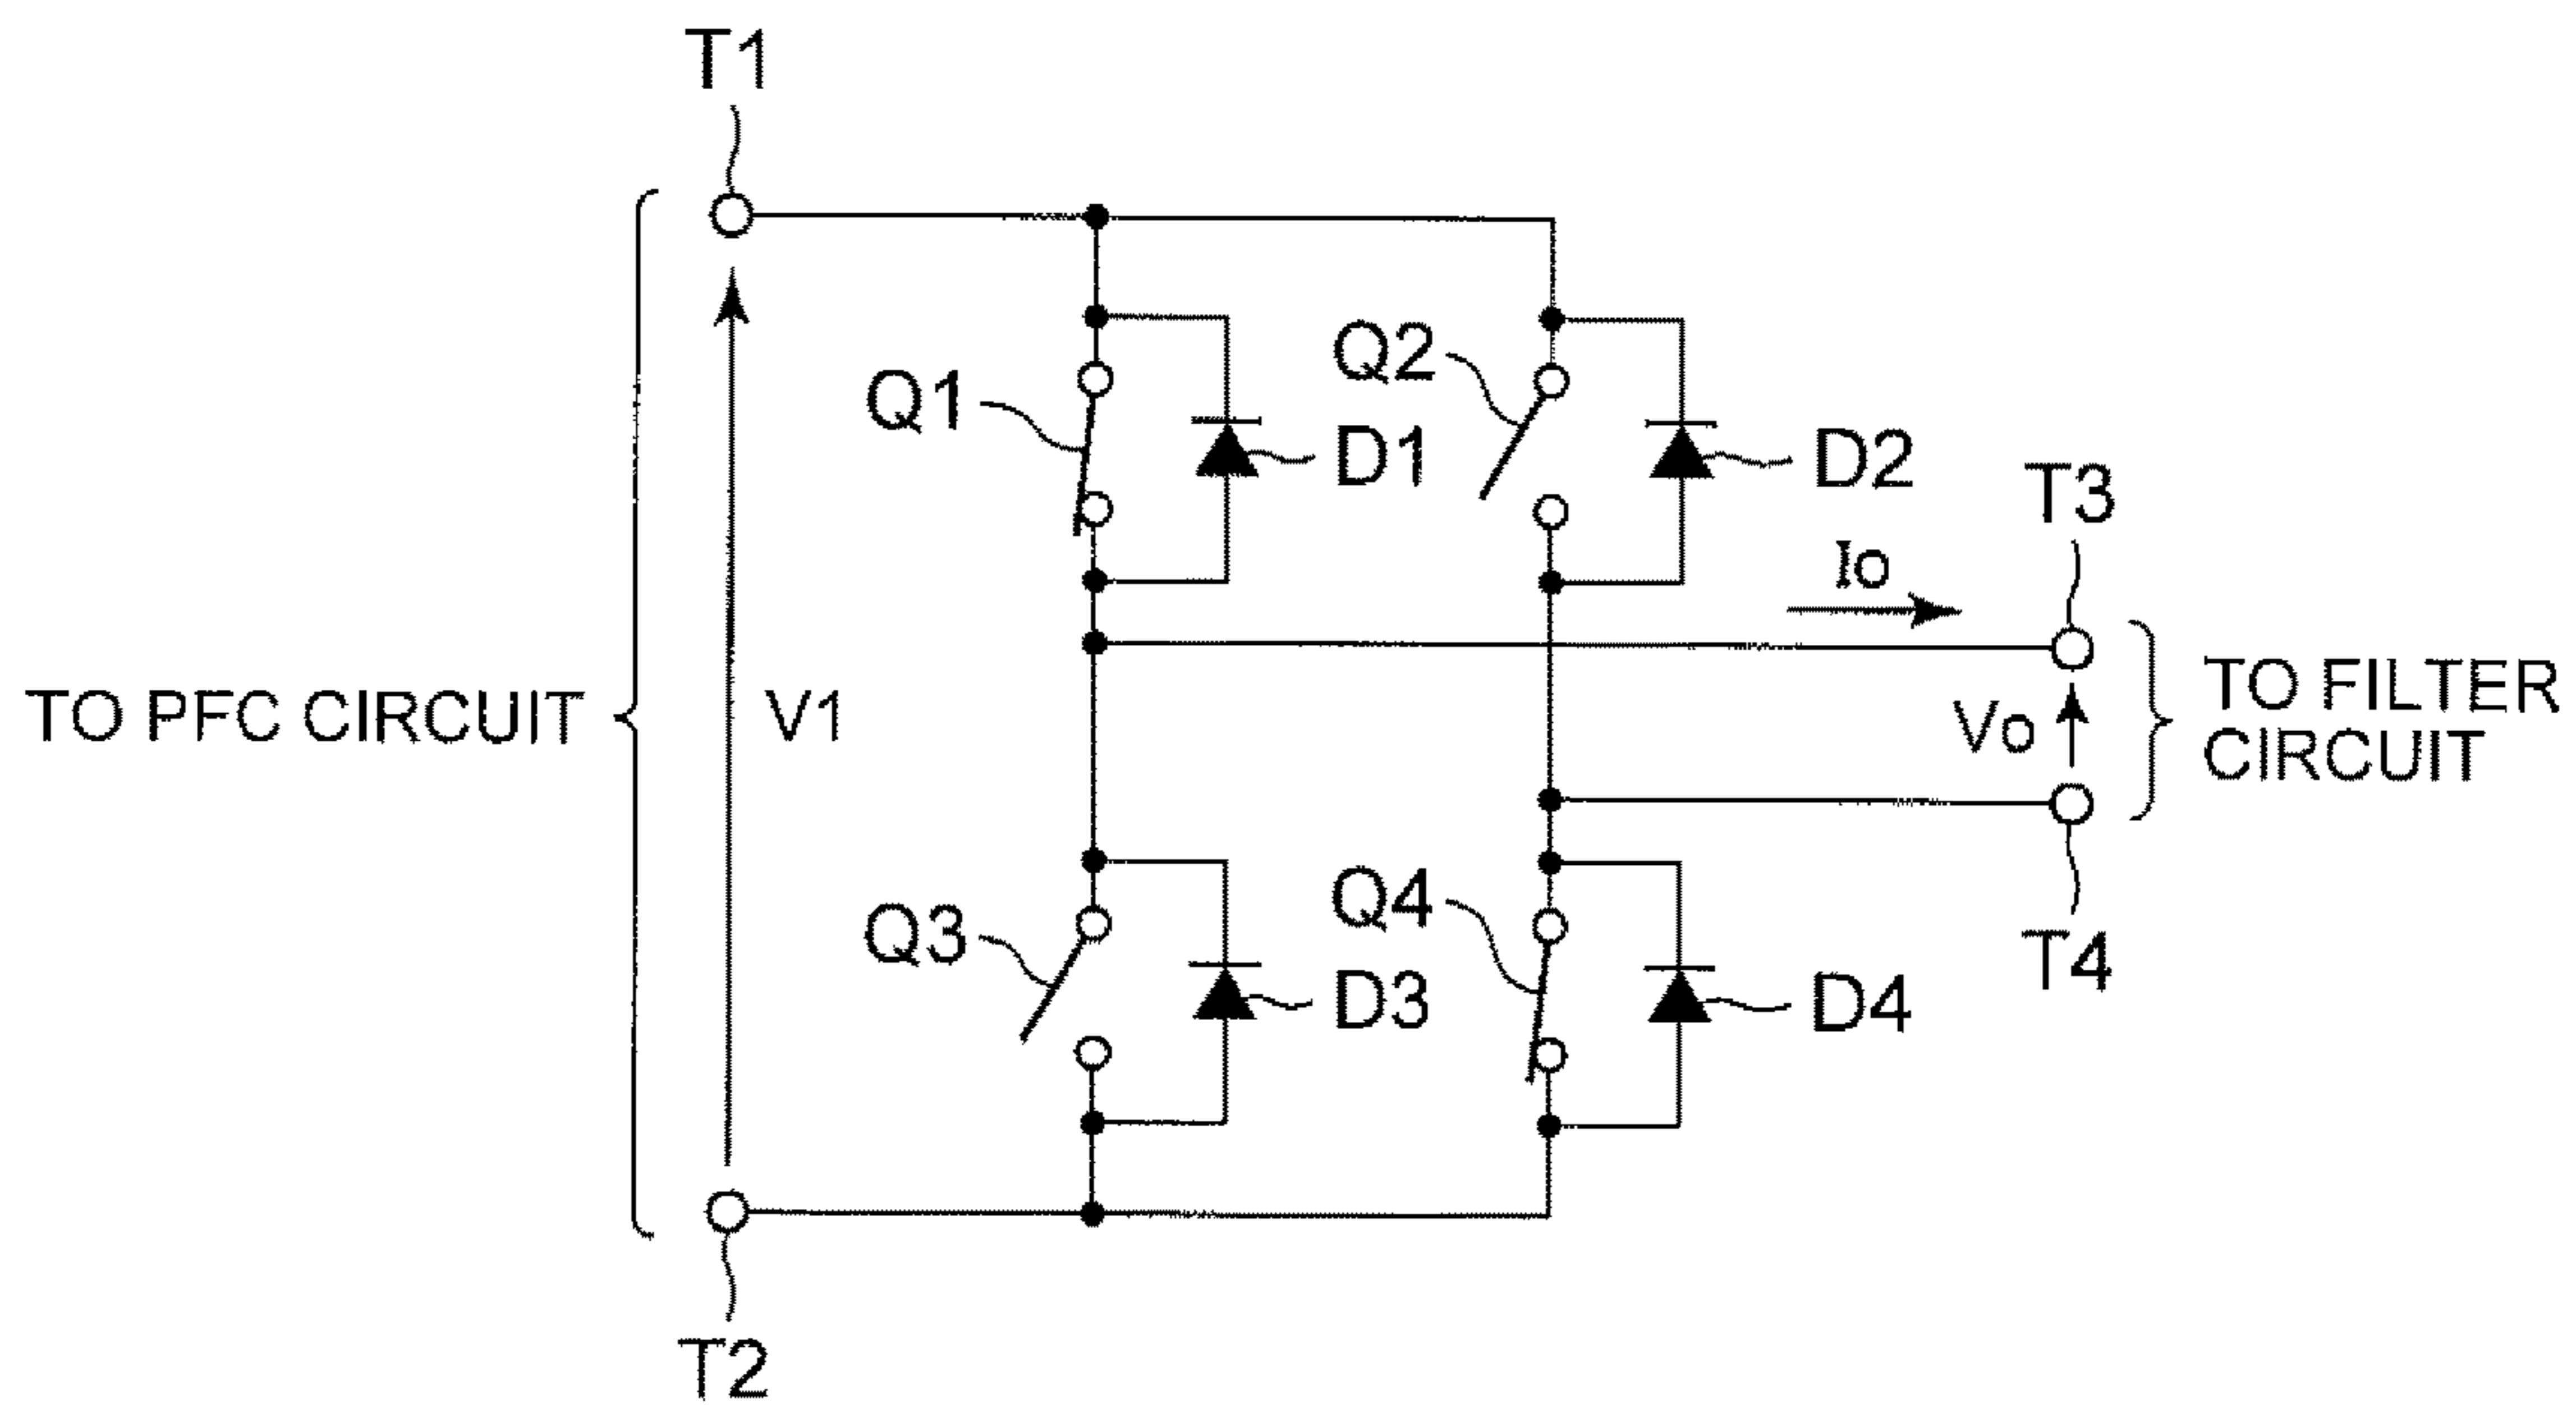 T1
Q1
D1
Q2
D2
T3
Io
TO PFC CIRCUIT
V1
Vo
TO FILTER
CIRCUIT
Q3
D3
Q4
D4
T4
T2